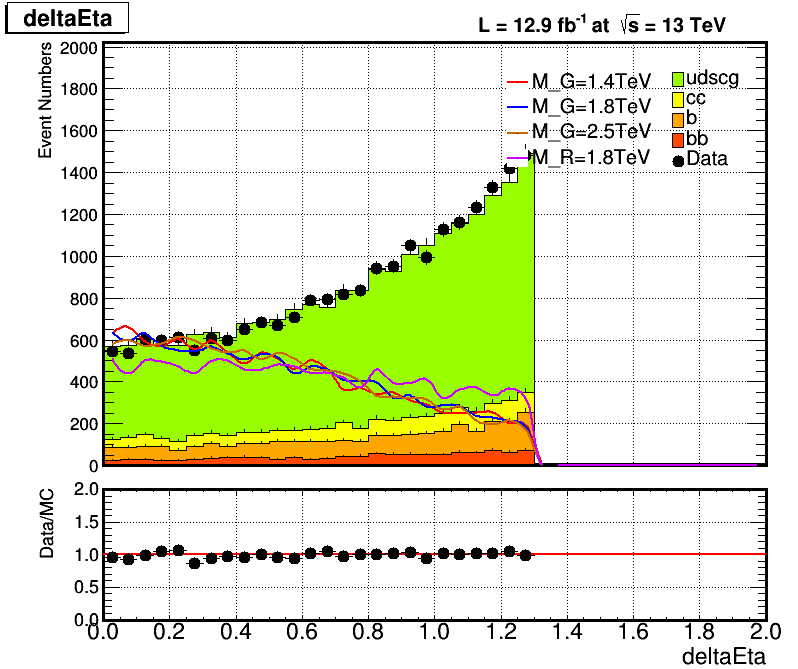 deltaEta
L = 12.9 fb⁻¹ at √s = 13 TeV
Event Numbers
2000
1800
1600
1400
1200
1000
800
600
400
200
0
M_G=1.4TeV
M_G=1.8TeV
M_G=2.5TeV
M_R=1.8TeV
udscg
cc
b
bb
Data
Data/MC
2.0
1.5
1.0
0.5
0.0
0.0 0.2 0.4 0.6 0.8 1.0 1.2 1.4 1.6 1.8 2.0
deltaEta